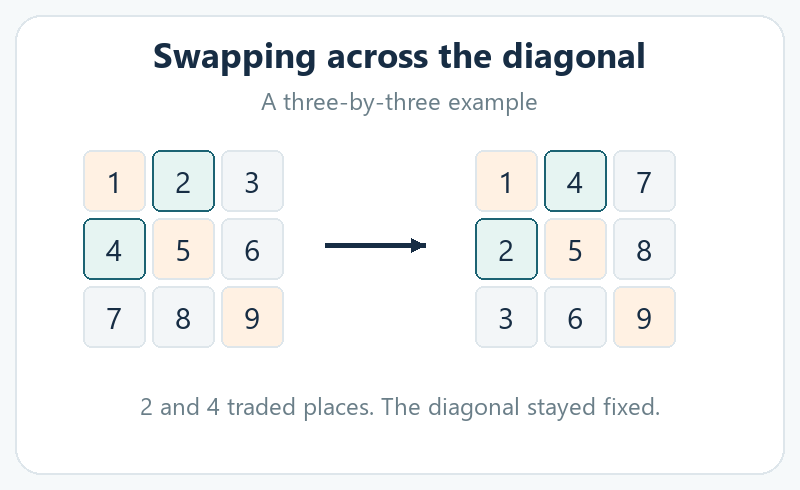 Swapping across the diagonal
A three-by-three example
1 2 3 1 4 7
4 5 6 2 5 8
7 8 9 3 6 9
2 and 4 traded places. The diagonal stayed fixed.